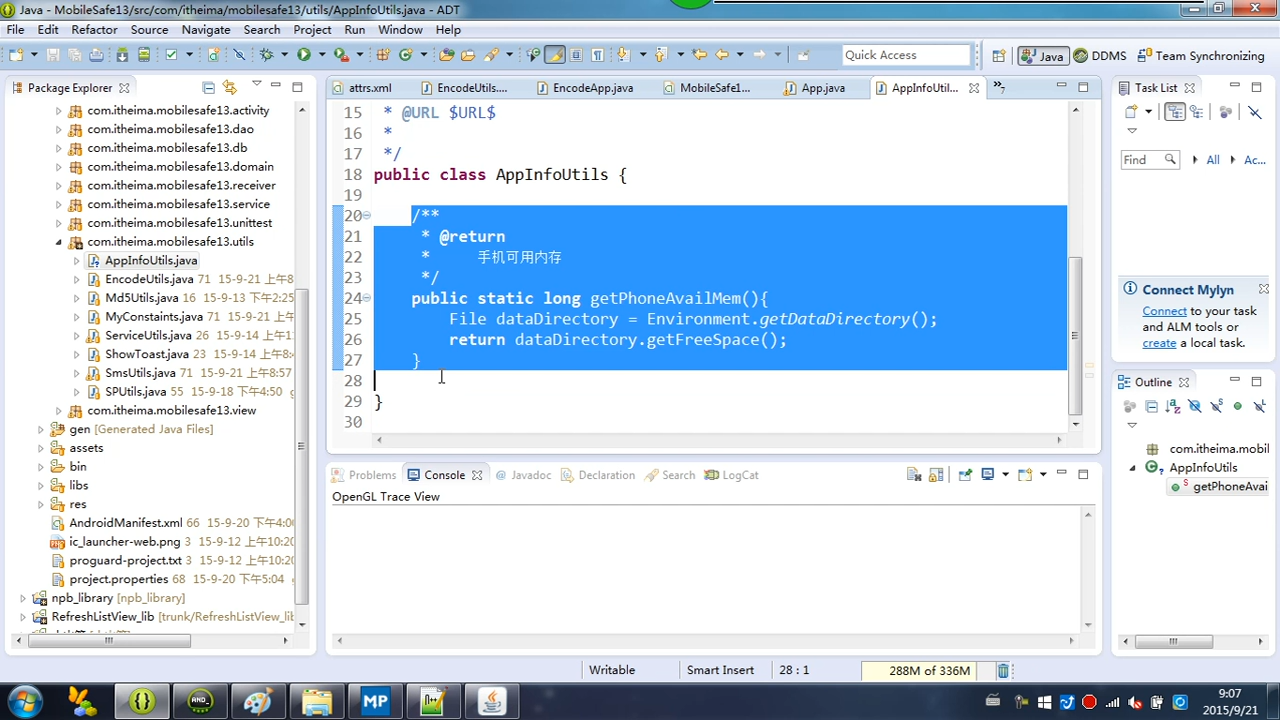 Java - MobileSafe13/src/com/itheima/mobilesafe13/utils/AppInfoUtils.java - ADT
File Edit Refactor Source Navigate Search Project Run Window Help
Quick Access Java DDMS Team Synchronizing
Package Explorer
com.itheima.mobilesafe13.activity
com.itheima.mobilesafe13.dao
com.itheima.mobilesafe13.db
com.itheima.mobilesafe13.domain
com.itheima.mobilesafe13.receiver
com.itheima.mobilesafe13.service
com.itheima.mobilesafe13.unittest
com.itheima.mobilesafe13.utils
AppInfoUtils.java
EncodeUtils.java 71 15-9-21 上午8
Md5Utils.java 16 15-9-13 下午2:25
MyConstaints.java 71 15-9-21 上午
ServiceUtils.java 26 15-9-14 上午
ShowToast.java 23 15-9-14 上午8
SmsUtils.java 71 15-9-21 上午8:57
SPUtils.java 55 15-9-18 下午4:50
com.itheima.mobilesafe13.view
gen [Generated Java Files]
assets
bin
libs
res
AndroidManifest.xml 66 15-9-20 下午4:00
ic_launcher-web.png 3 15-9-12 上午10:20
proguard-project.txt 3 15-9-12 上午10:20
project.properties 68 15-9-20 下午5:04
npb_library [npb_library]
RefreshListView_lib [trunk/RefreshListView_lib
attrs.xml EncodeUtils.... EncodeApp.java MobileSafe1... App.java AppInfoUtil...
15 * @URL $URL$
16 *
17 */
18 public class AppInfoUtils {
19
20 /**
21 * @return
22 * 手机可用内存
23 */
24 public static long getPhoneAvailMem(){
25 File dataDirectory = Environment.getDataDirectory();
26 return dataDirectory.getFreeSpace();
27 }
28
29 }
30
Problems Console Javadoc Declaration Search LogCat
OpenGL Trace View
Task List
Find All Ac...
Connect Mylyn
Connect to your task
and ALM tools or
create a local task.
Outline
com.itheima.mobil
AppInfoUtils
S
getPhoneAvai
Writable Smart Insert 28 : 1 288M of 336M
AND_ MP
9:07
2015/9/21